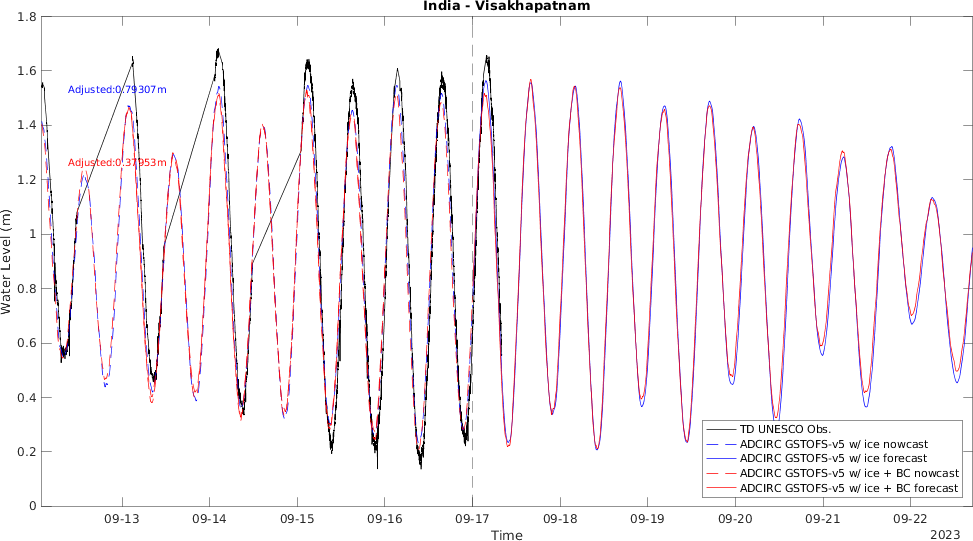 India - Visakhapatnam
1.8
1.6
1.4
1.2
1
0.8
0.6
0.4
0.2
0
Water Level (m)
Adjusted:0.79307m
Adjusted:0.37953m
TD UNESCO Obs.
ADCIRC GSTOFS-v5 w/ ice nowcast
ADCIRC GSTOFS-v5 w/ ice forecast
ADCIRC GSTOFS-v5 w/ ice + BC nowcast
ADCIRC GSTOFS-v5 w/ ice + BC forecast
09-13 09-14 09-15 09-16 09-17 09-18 09-19 09-20 09-21 09-22
Time
2023